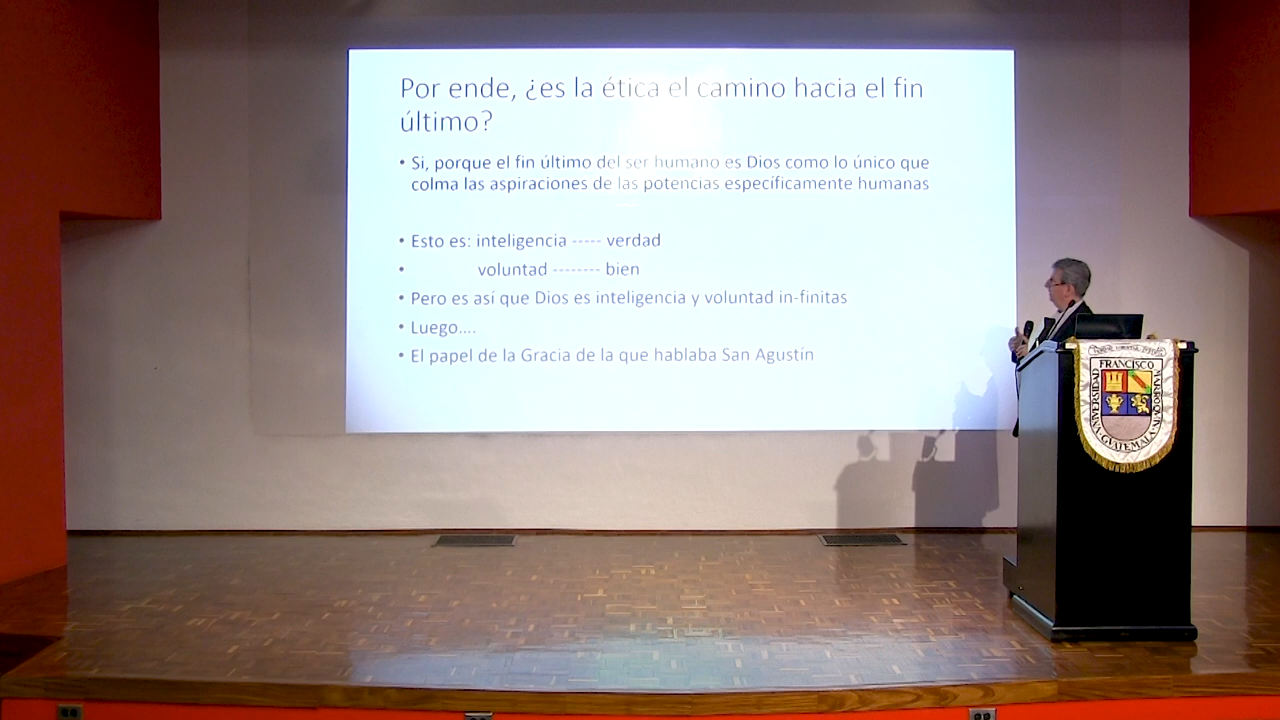 Por ende, ¿es la ética el camino hacia el fin
último?
• Si, porque el fin último del ser humano es Dios como lo único que
colma las aspiraciones de las potencias específicamente humanas
• Esto es: inteligencia ----- verdad
• voluntad -------- bien
• Pero es así que Dios es inteligencia y voluntad in-finitas
• Luego....
• El papel de la Gracia de la que hablaba San Agustín
UNIVERSIDAD FRANCISCO MARROQUIN
GVATEMALA